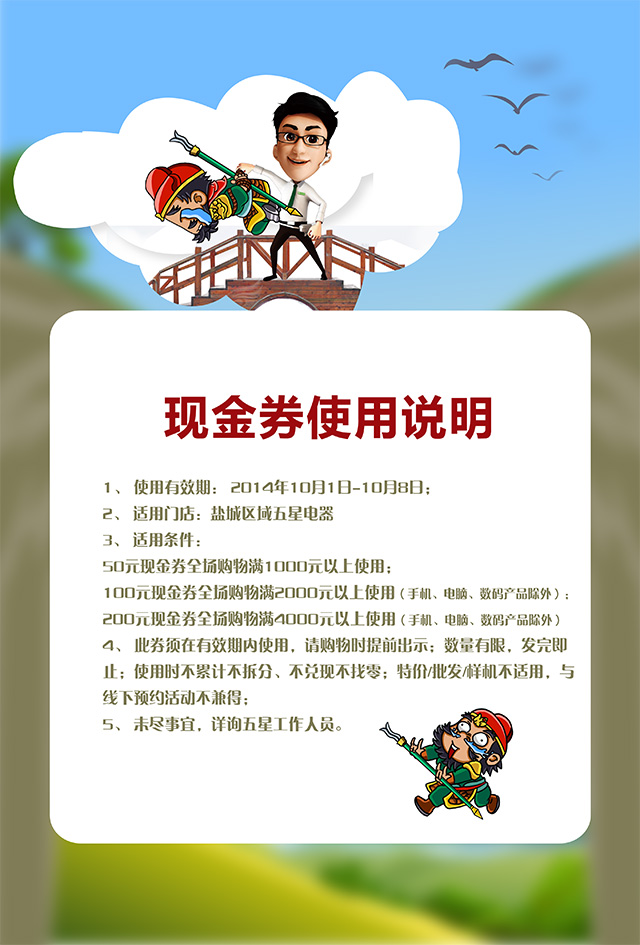 现金券使用说明
1、 使用有效期： 2014年10月1日-10月8日；
2、 适用门店：盐城区域五星电器
3、 适用条件：
50元现金券全场购物满1000元以上使用；
100元现金券全场购物满2000元以上使用（手机、电脑、数码产品除外）；
200元现金券全场购物满4000元以上使用（手机、电脑、数码产品除外）
4、 此券须在有效期内使用，请购物时提前出示；数量有限，发完即
止；使用时不累计不拆分、不兑现不找零；特价/批发/样机不适用，与
线下预约活动不兼得；
5、 未尽事宜，详询五星工作人员。